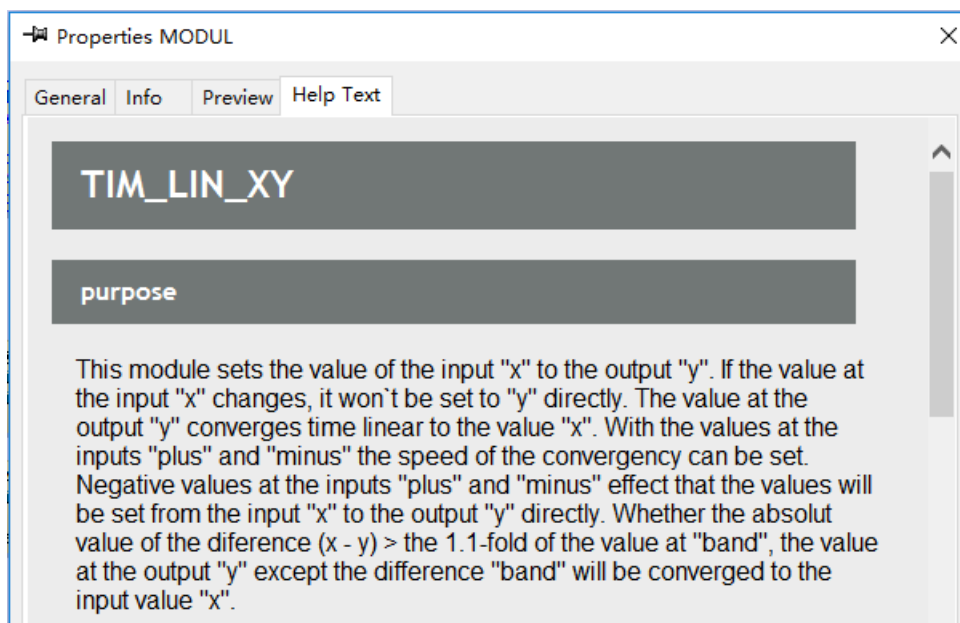 Properties MODUL
General Info Preview Help Text
TIM_LIN_XY
purpose
This module sets the value of the input "x" to the output "y". If the value at
the input "x" changes, it won`t be set to "y" directly. The value at the
output "y" converges time linear to the value "x". With the values at the
inputs "plus" and "minus" the speed of the convergency can be set.
Negative values at the inputs "plus" and "minus" effect that the values will
be set from the input "x" to the output "y" directly. Whether the absolut
value of the diference (x - y) > the 1.1-fold of the value at "band", the value
at the output "y" except the difference "band" will be converged to the
input value "x".